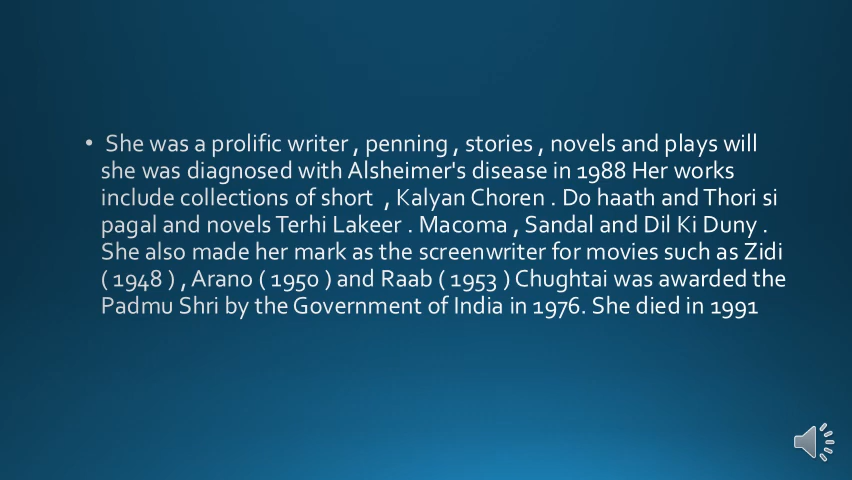 • She was a prolific writer , penning , stories , novels and plays will
she was diagnosed with Alsheimer's disease in 1988 Her works
include collections of short , Kalyan Choren . Do haath and Thori si
pagal and novels Terhi Lakeer . Macoma , Sandal and Dil Ki Duny .
She also made her mark as the screenwriter for movies such as Zidi
( 1948 ) , Arano ( 1950 ) and Raab ( 1953 ) Chughtai was awarded the
Padmu Shri by the Government of India in 1976. She died in 1991